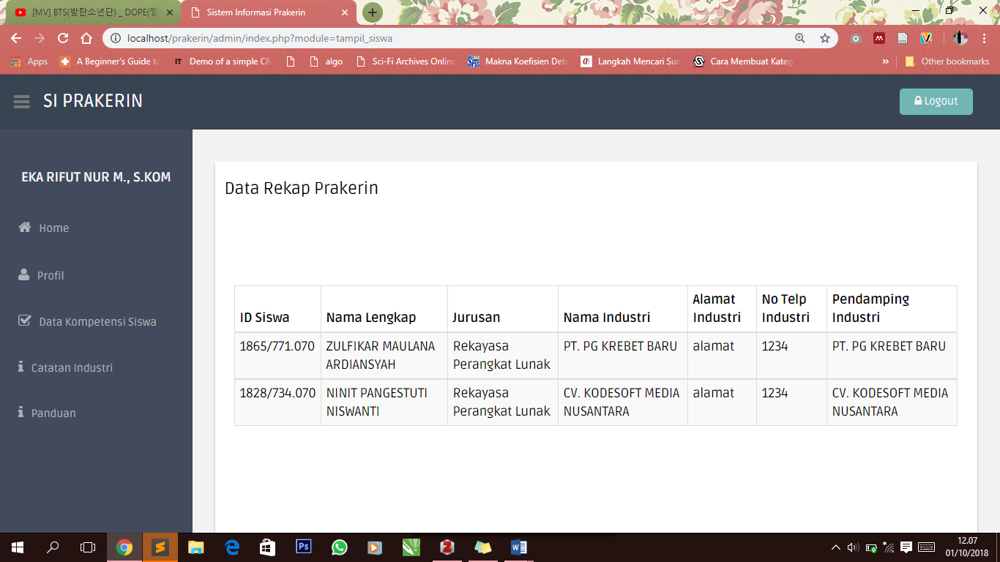 [MV] BTS(방탄소년단) _ DOPE(쩔
Sistem Informasi Prakerin
localhost/prakerin/admin/index.php?module=tampil_siswa
Apps
A Beginner's Guide to
Demo of a simple CR
algo
Sci-Fi Archives Online
Makna Koefisien Dete
Langkah Mencari Sum
Cara Membuat Kateg
»
Other bookmarks
SI PRAKERIN
Logout
EKA RIFUT NUR M., S.KOM
Home
Profil
Data Kompetensi Siswa
Catatan Industri
Panduan
Data Rekap Prakerin
ID Siswa Nama Lengkap Jurusan Nama Industri Alamat Industri No Telp Industri Pendamping Industri
1865/771.070 ZULFIKAR MAULANA ARDIANSYAH Rekayasa Perangkat Lunak PT. PG KREBET BARU alamat 1234 PT. PG KREBET BARU
1828/734.070 NINIT PANGESTUTI NISWANTI Rekayasa Perangkat Lunak CV. KODESOFT MEDIA NUSANTARA alamat 1234 CV. KODESOFT MEDIA NUSANTARA
12.07
01/10/2018